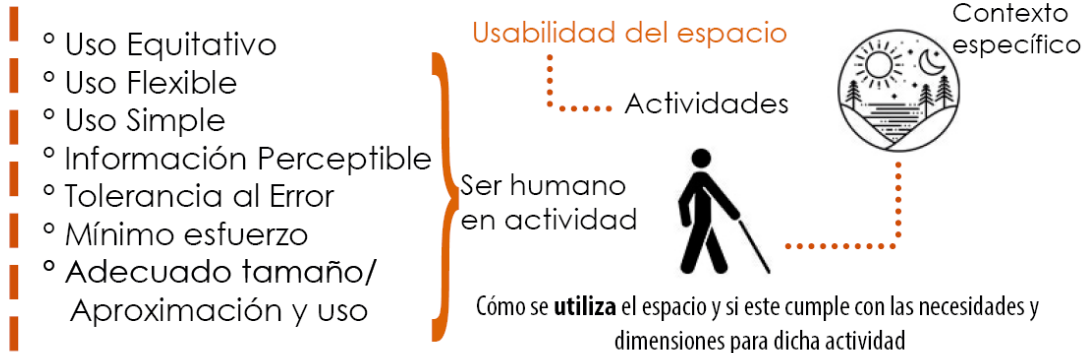 ° Uso Equitativo
° Uso Flexible
° Uso Simple
° Información Perceptible
° Tolerancia al Error
° Mínimo esfuerzo
° Adecuado tamaño/
Aproximación y uso
Ser humano
en actividad
Usabilidad del espacio
Actividades
Contexto
específico
Cómo se utiliza el espacio y si este cumple con las necesidades y
dimensiones para dicha actividad